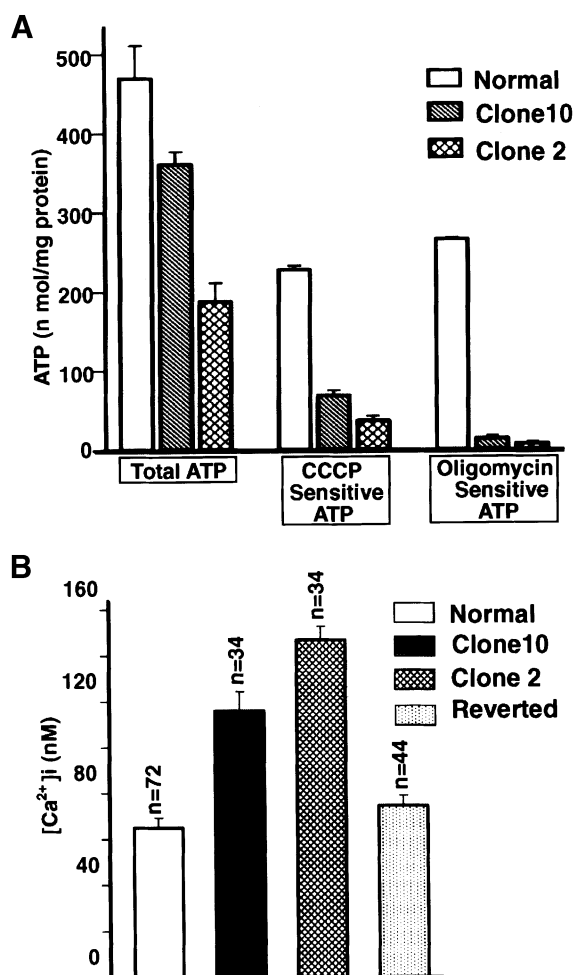 A
500
400
300
200
100
0
ATP (n mol/mg protein)
Normal
Clone10
Clone 2
Total ATP
CCCP
Sensitive
ATP
Oligomycin
Sensitive
ATP
B
160
120
80
40
0
[Ca²⁺]i (nM)
n=72
n=34
n=34
n=44
Normal
Clone10
Clone 2
Reverted